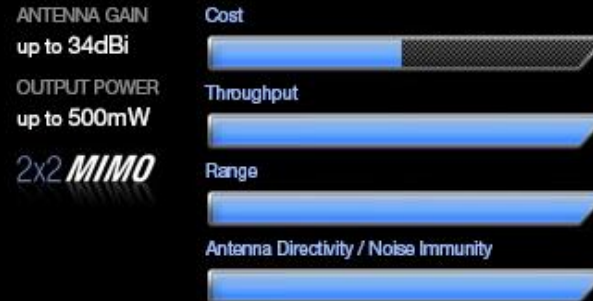 ANTENNA GAIN
up to 34dBi
OUTPUT POWER
up to 500mW
2x2 MIMO
Cost
Throughput
Range
Antenna Directivity / Noise Immunity